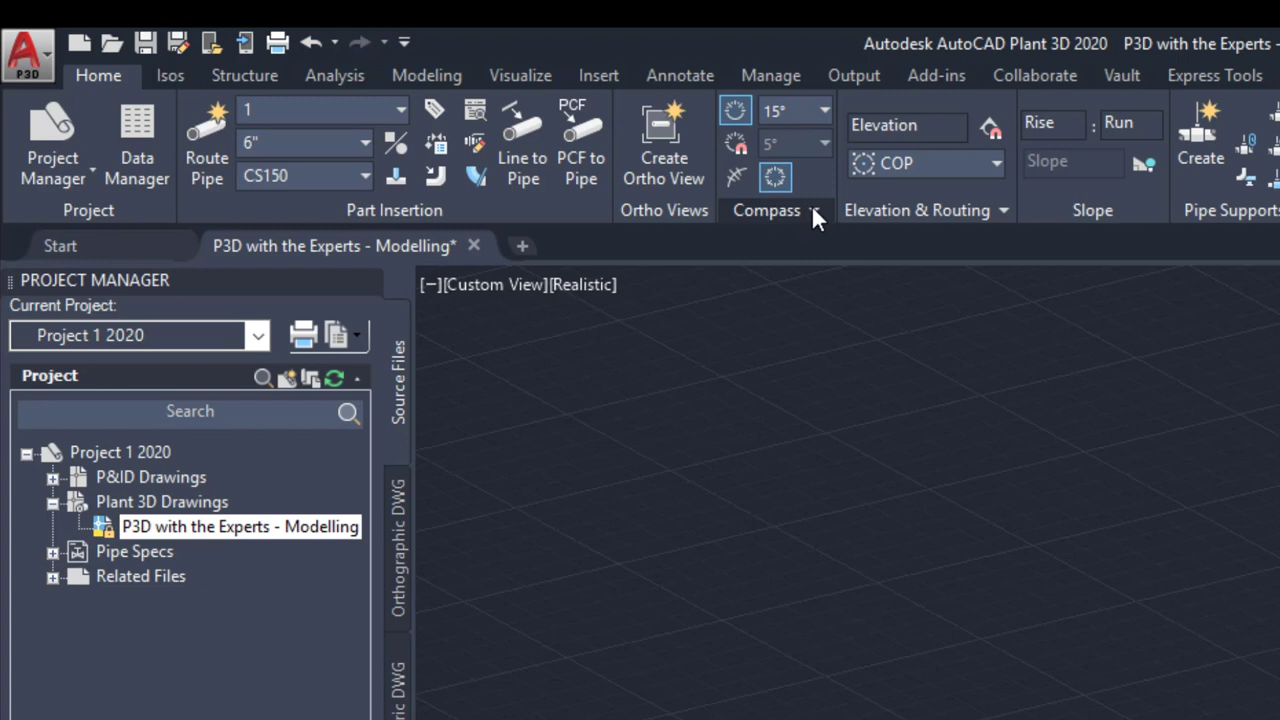 P3D
Autodesk AutoCAD Plant 3D 2020 P3D with the Experts -
Home Isos Structure Analysis Modeling Visualize Insert Annotate Manage Output Add-ins Collaborate Vault Express Tools
Project Manager
Data Manager
Project
Route Pipe
1
6"
CS150
Line to Pipe
PCF
PCF to Pipe
Part Insertion
Create Ortho View
Ortho Views
15°
5°
Compass
Elevation
COP
Elevation & Routing
Rise : Run
Slope
Slope
Create
Pipe Supports
Start P3D with the Experts - Modelling*
PROJECT MANAGER
Current Project:
Project 1 2020
Project
Search
Project 1 2020
P&ID Drawings
Plant 3D Drawings
P3D with the Experts - Modelling
Pipe Specs
Related Files
Source Files
Orthographic DWG
DWG
[−][Custom View][Realistic]